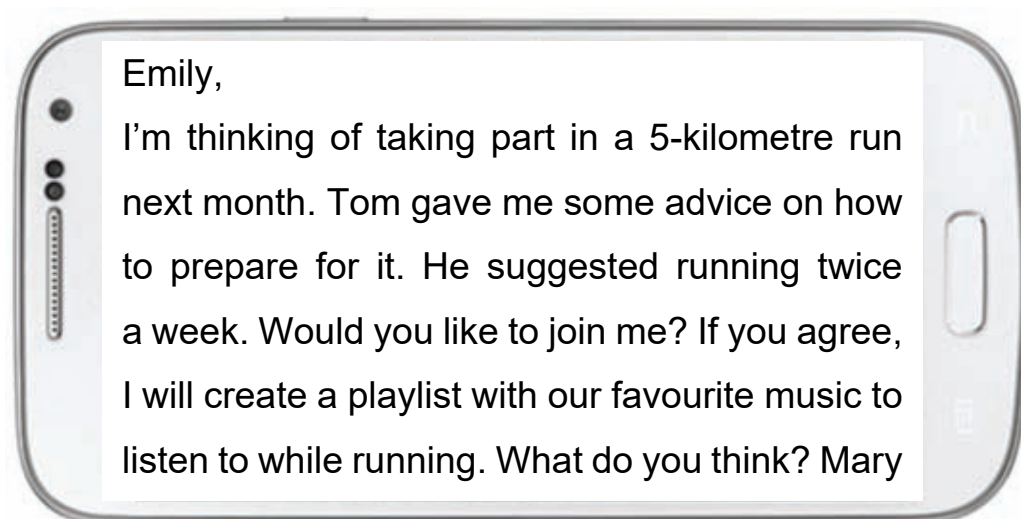 Emily,
I’m thinking of taking part in a 5-kilometre run
next month. Tom gave me some advice on how
to prepare for it. He suggested running twice
a week. Would you like to join me? If you agree,
I will create a playlist with our favourite music to
listen to while running. What do you think? Mary